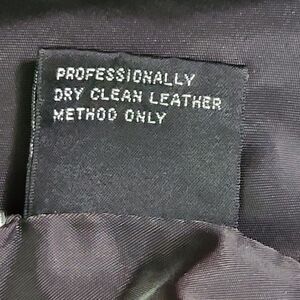 PROFESSIONALLY
DRY CLEAN LEATHER
METHOD ONLY